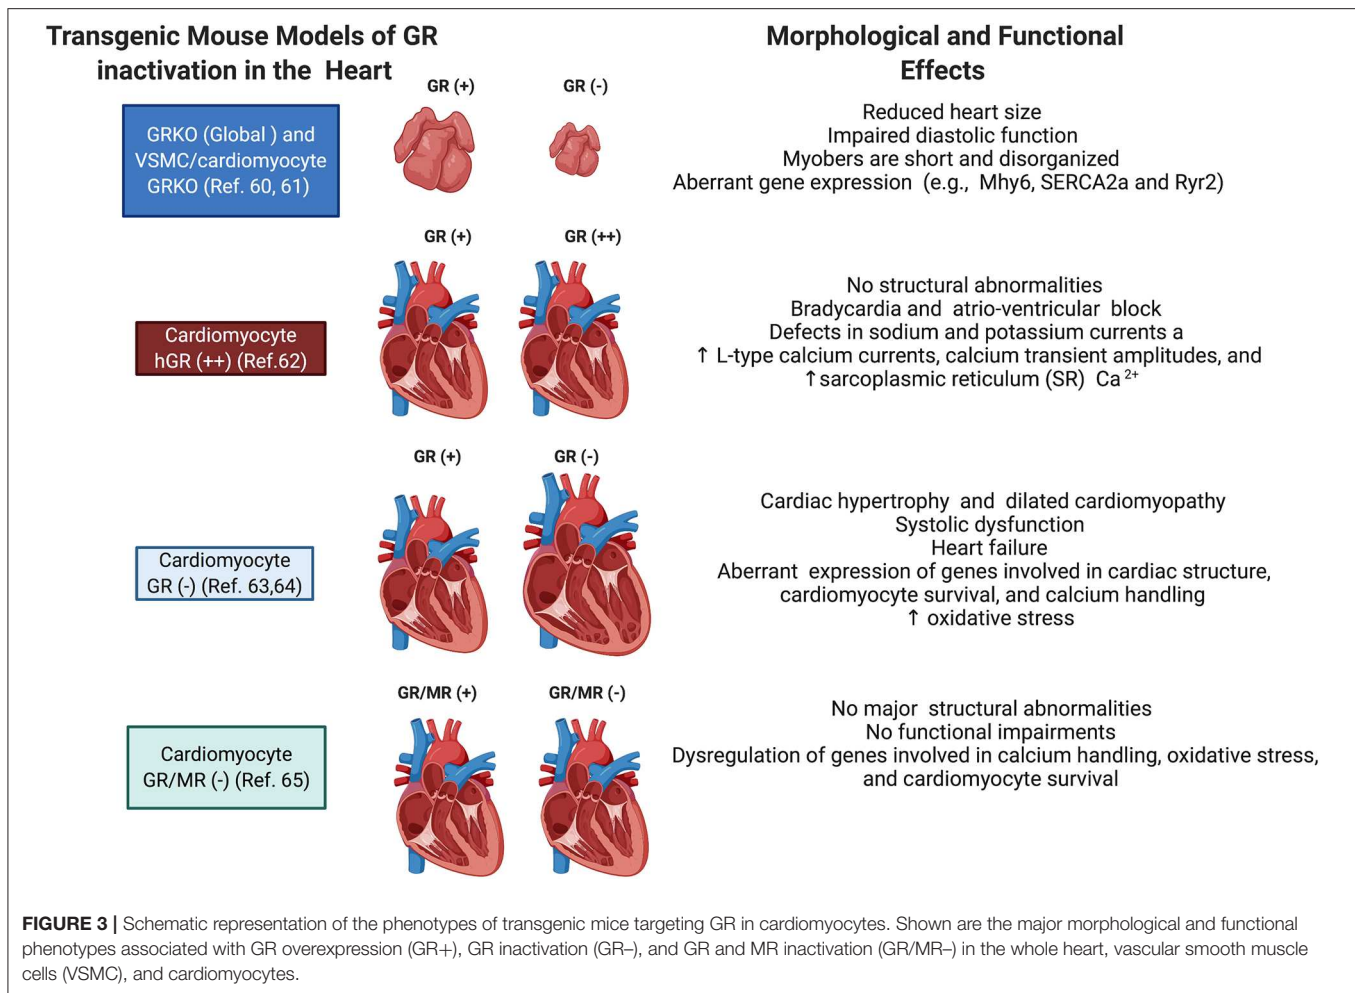 Transgenic Mouse Models of GR
inactivation in the Heart
Morphological and Functional
Effects
GR (+)
GR (-)
GRKO (Global ) and
VSMC/cardiomyocyte
GRKO (Ref. 60, 61)
Reduced heart size
Impaired diastolic function
Myobers are short and disorganized
Aberrant gene expression (e.g., Mhy6, SERCA2a and Ryr2)
GR (+)
GR (++)
Cardiomyocyte
hGR (++) (Ref.62)
No structural abnormalities
Bradycardia and atrio-ventricular block
Defects in sodium and potassium currents a
↑ L-type calcium currents, calcium transient amplitudes, and
↑sarcoplasmic reticulum (SR) Ca 2+
GR (+)
GR (-)
Cardiomyocyte
GR (-) (Ref. 63,64)
Cardiac hypertrophy and dilated cardiomyopathy
Systolic dysfunction
Heart failure
Aberrant expression of genes involved in cardiac structure,
cardiomyocyte survival, and calcium handling
↑ oxidative stress
GR/MR (+)
GR/MR (-)
Cardiomyocyte
GR/MR (-) (Ref. 65)
No major structural abnormalities
No functional impairments
Dysregulation of genes involved in calcium handling, oxidative stress,
and cardiomyocyte survival
FIGURE 3 | Schematic representation of the phenotypes of transgenic mice targeting GR in cardiomyocytes. Shown are the major morphological and functional
phenotypes associated with GR overexpression (GR+), GR inactivation (GR–), and GR and MR inactivation (GR/MR–) in the whole heart, vascular smooth muscle
cells (VSMC), and cardiomyocytes.